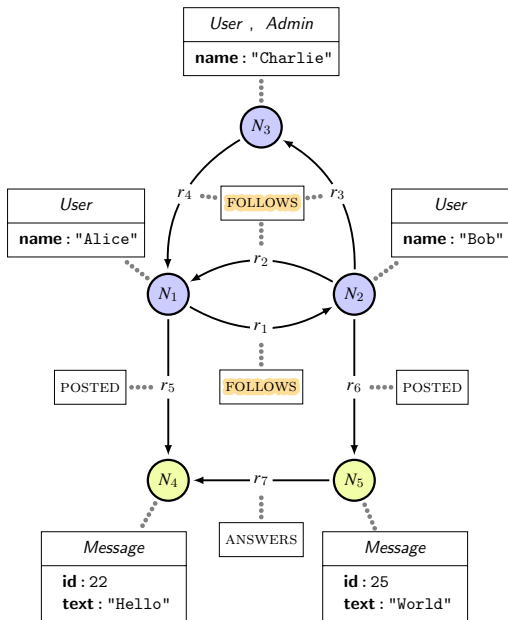 User , Admin
name : "Charlie"
N3
r4
FOLLOWS
r3
User
name : "Alice"
User
name : "Bob"
r2
N1
N2
r1
POSTED
r5
FOLLOWS
r6
POSTED
N4
r7
N5
ANSWERS
Message
id : 22
text : "Hello"
Message
id : 25
text : "World"